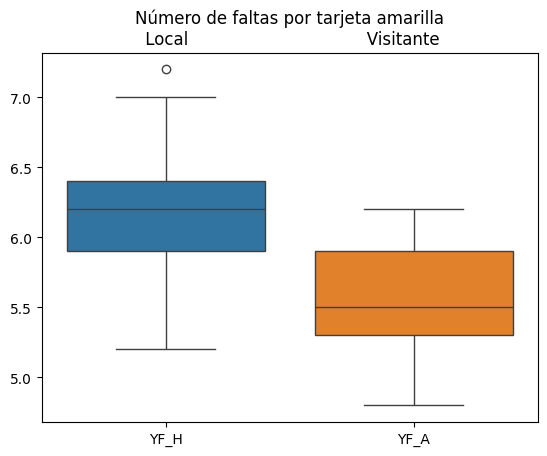 Número de faltas por tarjeta amarilla
Local Visitante
7.0
6.5
6.0
5.5
5.0
YF_H YF_A